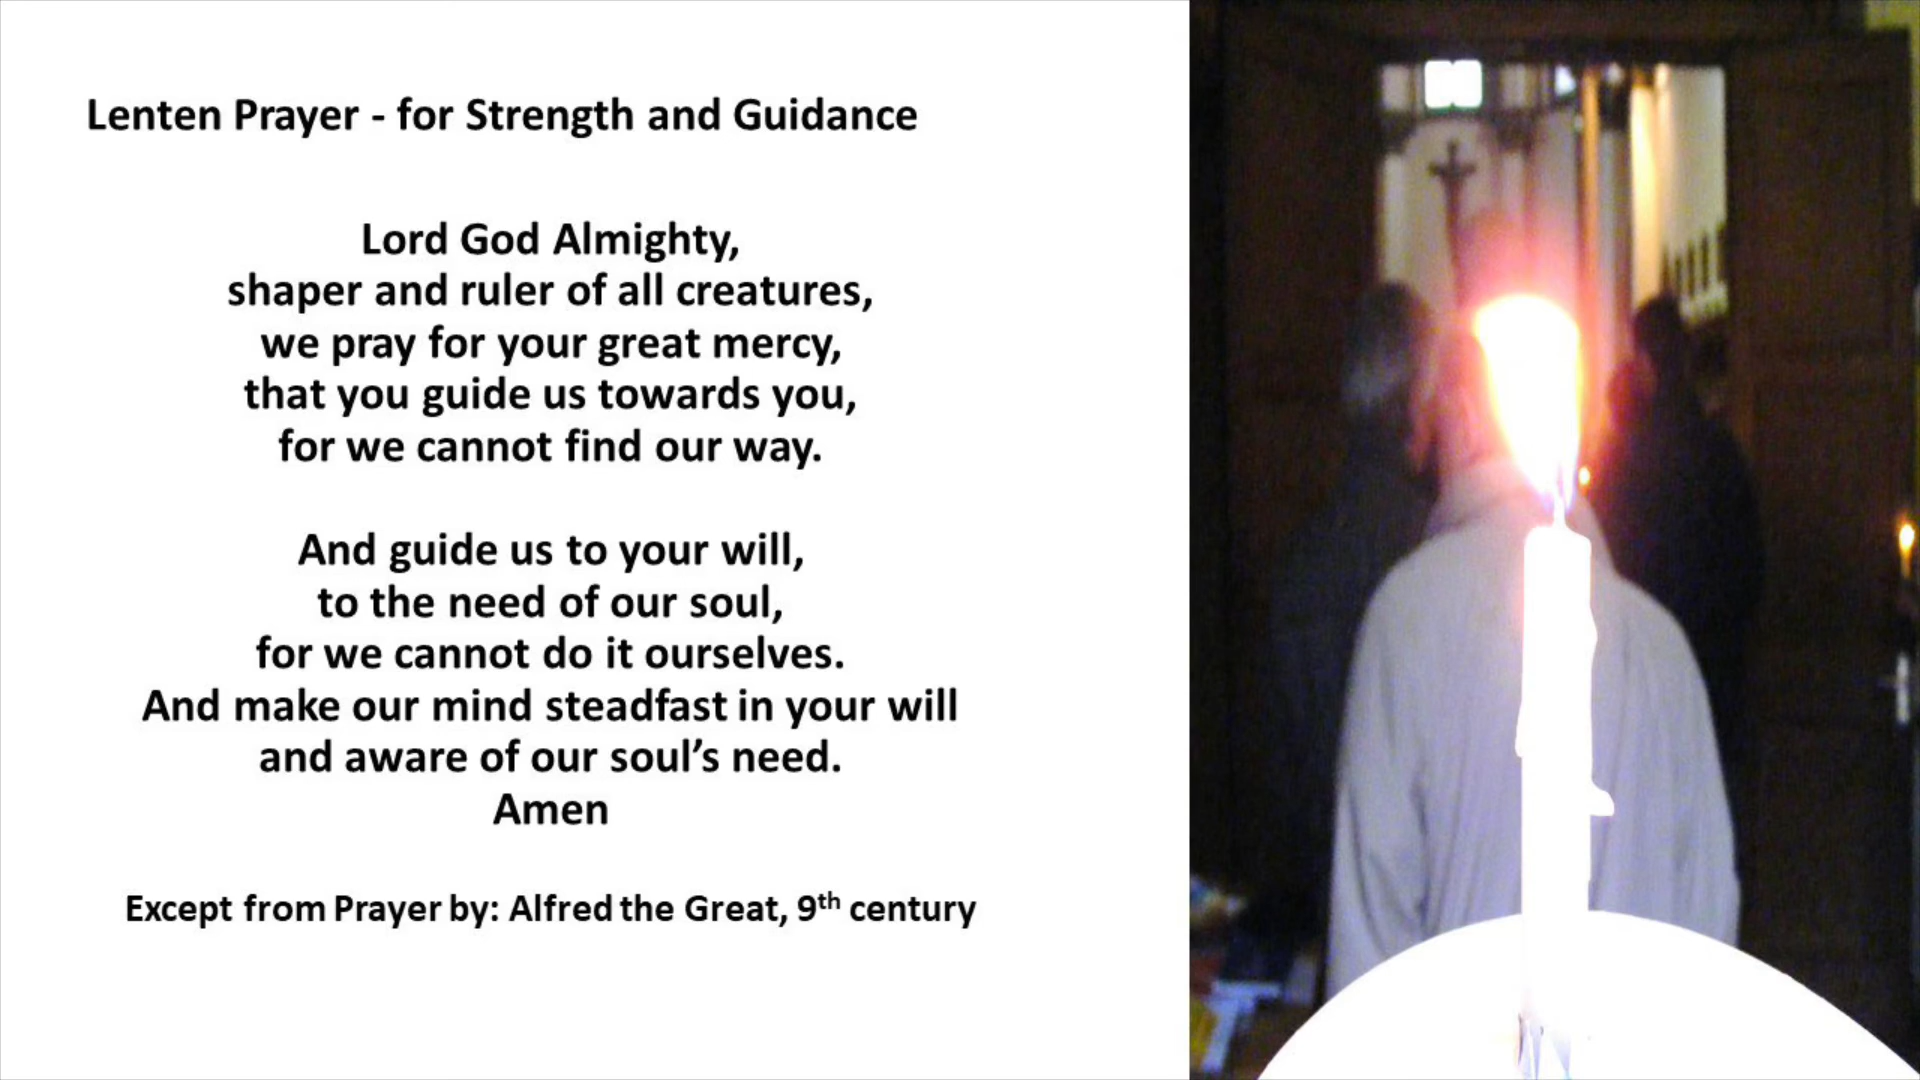 Lenten Prayer - for Strength and Guidance
Lord God Almighty,
shaper and ruler of all creatures,
we pray for your great mercy,
that you guide us towards you,
for we cannot find our way.
And guide us to your will,
to the need of our soul,
for we cannot do it ourselves.
And make our mind steadfast in your will
and aware of our soul’s need.
Amen
Except from Prayer by: Alfred the Great, 9th century